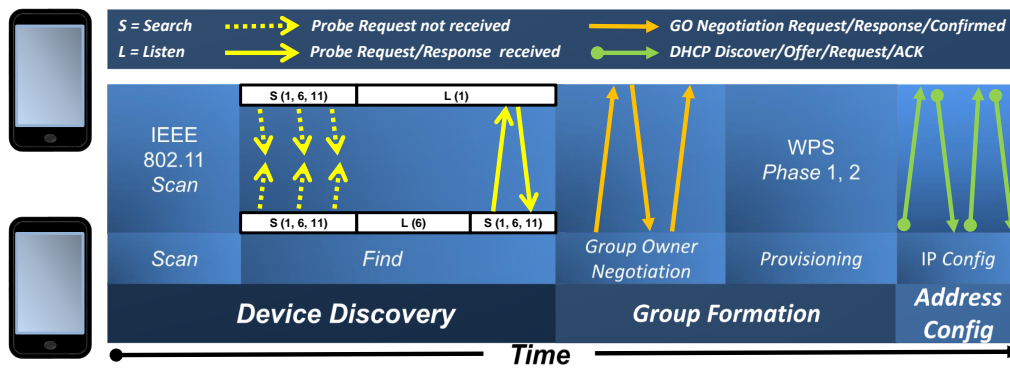 S = Search
Probe Request not received
GO Negotiation Request/Response/Confirmed
L = Listen
Probe Request/Response received
DHCP Discover/Offer/Request/ACK
S (1, 6, 11)
L (1)
IEEE
802.11
Scan
WPS
Phase 1, 2
S (1, 6, 11)
L (6)
S (1, 6, 11)
Scan
Find
Group Owner
Negotiation
Provisioning
IP Config
Device Discovery
Group Formation
Address
Config
Time